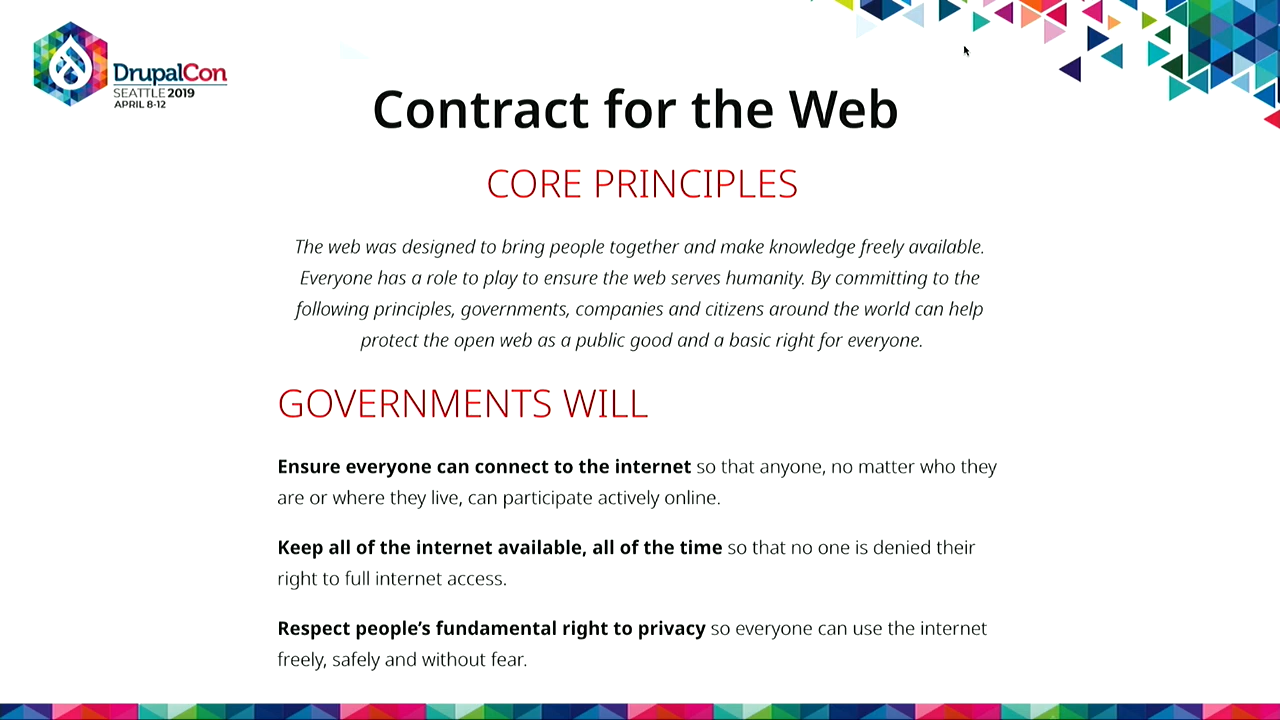 DrupalCon
SEATTLE 2019
APRIL 8-12
Contract for the Web
CORE PRINCIPLES
The web was designed to bring people together and make knowledge freely available.
Everyone has a role to play to ensure the web serves humanity. By committing to the
following principles, governments, companies and citizens around the world can help
protect the open web as a public good and a basic right for everyone.
GOVERNMENTS WILL
Ensure everyone can connect to the internet so that anyone, no matter who they
are or where they live, can participate actively online.
Keep all of the internet available, all of the time so that no one is denied their
right to full internet access.
Respect people’s fundamental right to privacy so everyone can use the internet
freely, safely and without fear.